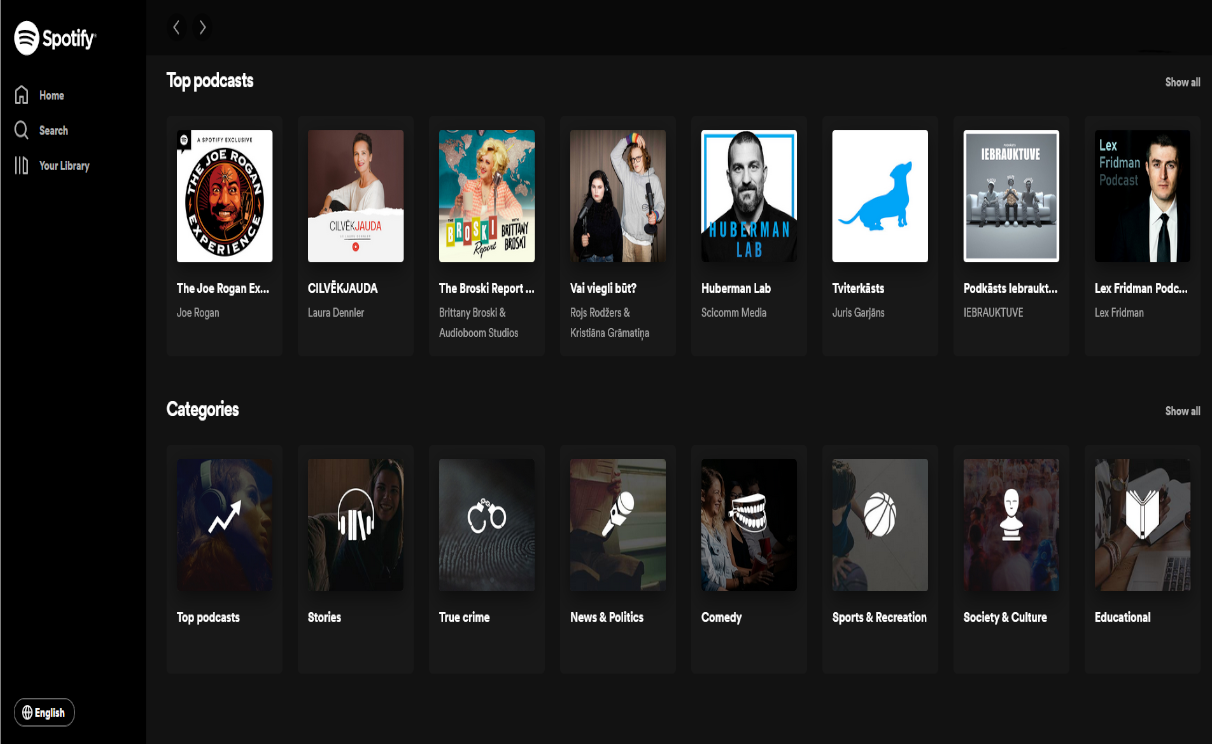 Spotify
Home
Search
Your Library
Top podcasts
Show all
A SPOTIFY EXCLUSIVE
THE JOE ROGAN
EXPERIENCE
The Joe Rogan Ex...
Joe Rogan
CILVĒKJAUDA
CILVĒKJAUDA
Laura Dennler
BROSKI
Report
WITH
BRITTANY
BROSKI
The Broski Report ...
Brittany Broski &
Audioboom Studios
Vai viegli būt?
Rojs Rodžers &
Kristiāna Grāmatiņa
HUBERMAN
LAB
Huberman Lab
Scicomm Media
Tviterkāsts
Juris Garjāns
IEBRAUKTUVE
Podkāsts Iebraukt...
IEBRAUKTUVE
Lex
Fridman
Podcast
Lex Fridman Podc...
Lex Fridman
Categories
Show all
Top podcasts
Stories
True crime
News & Politics
Comedy
Sports & Recreation
Society & Culture
Educational
English